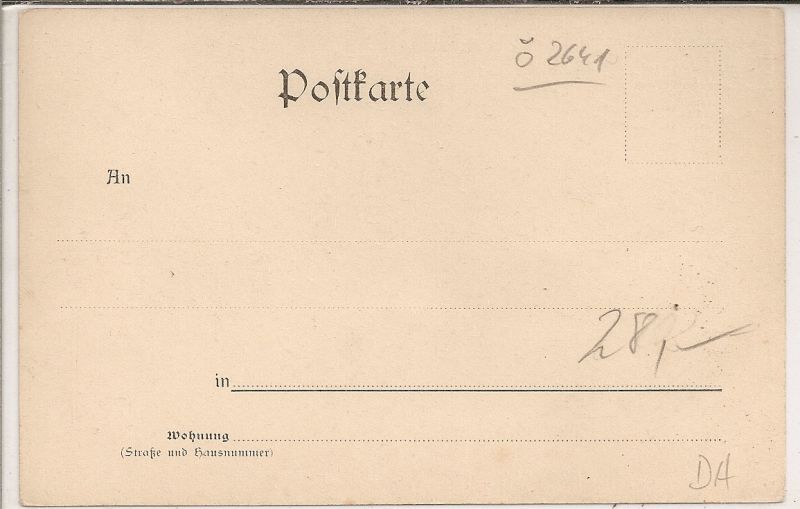 ŏ 2641
Poſtkarte
An
28,-
in
Wohnung
(Straße und Hausnummer)
DA